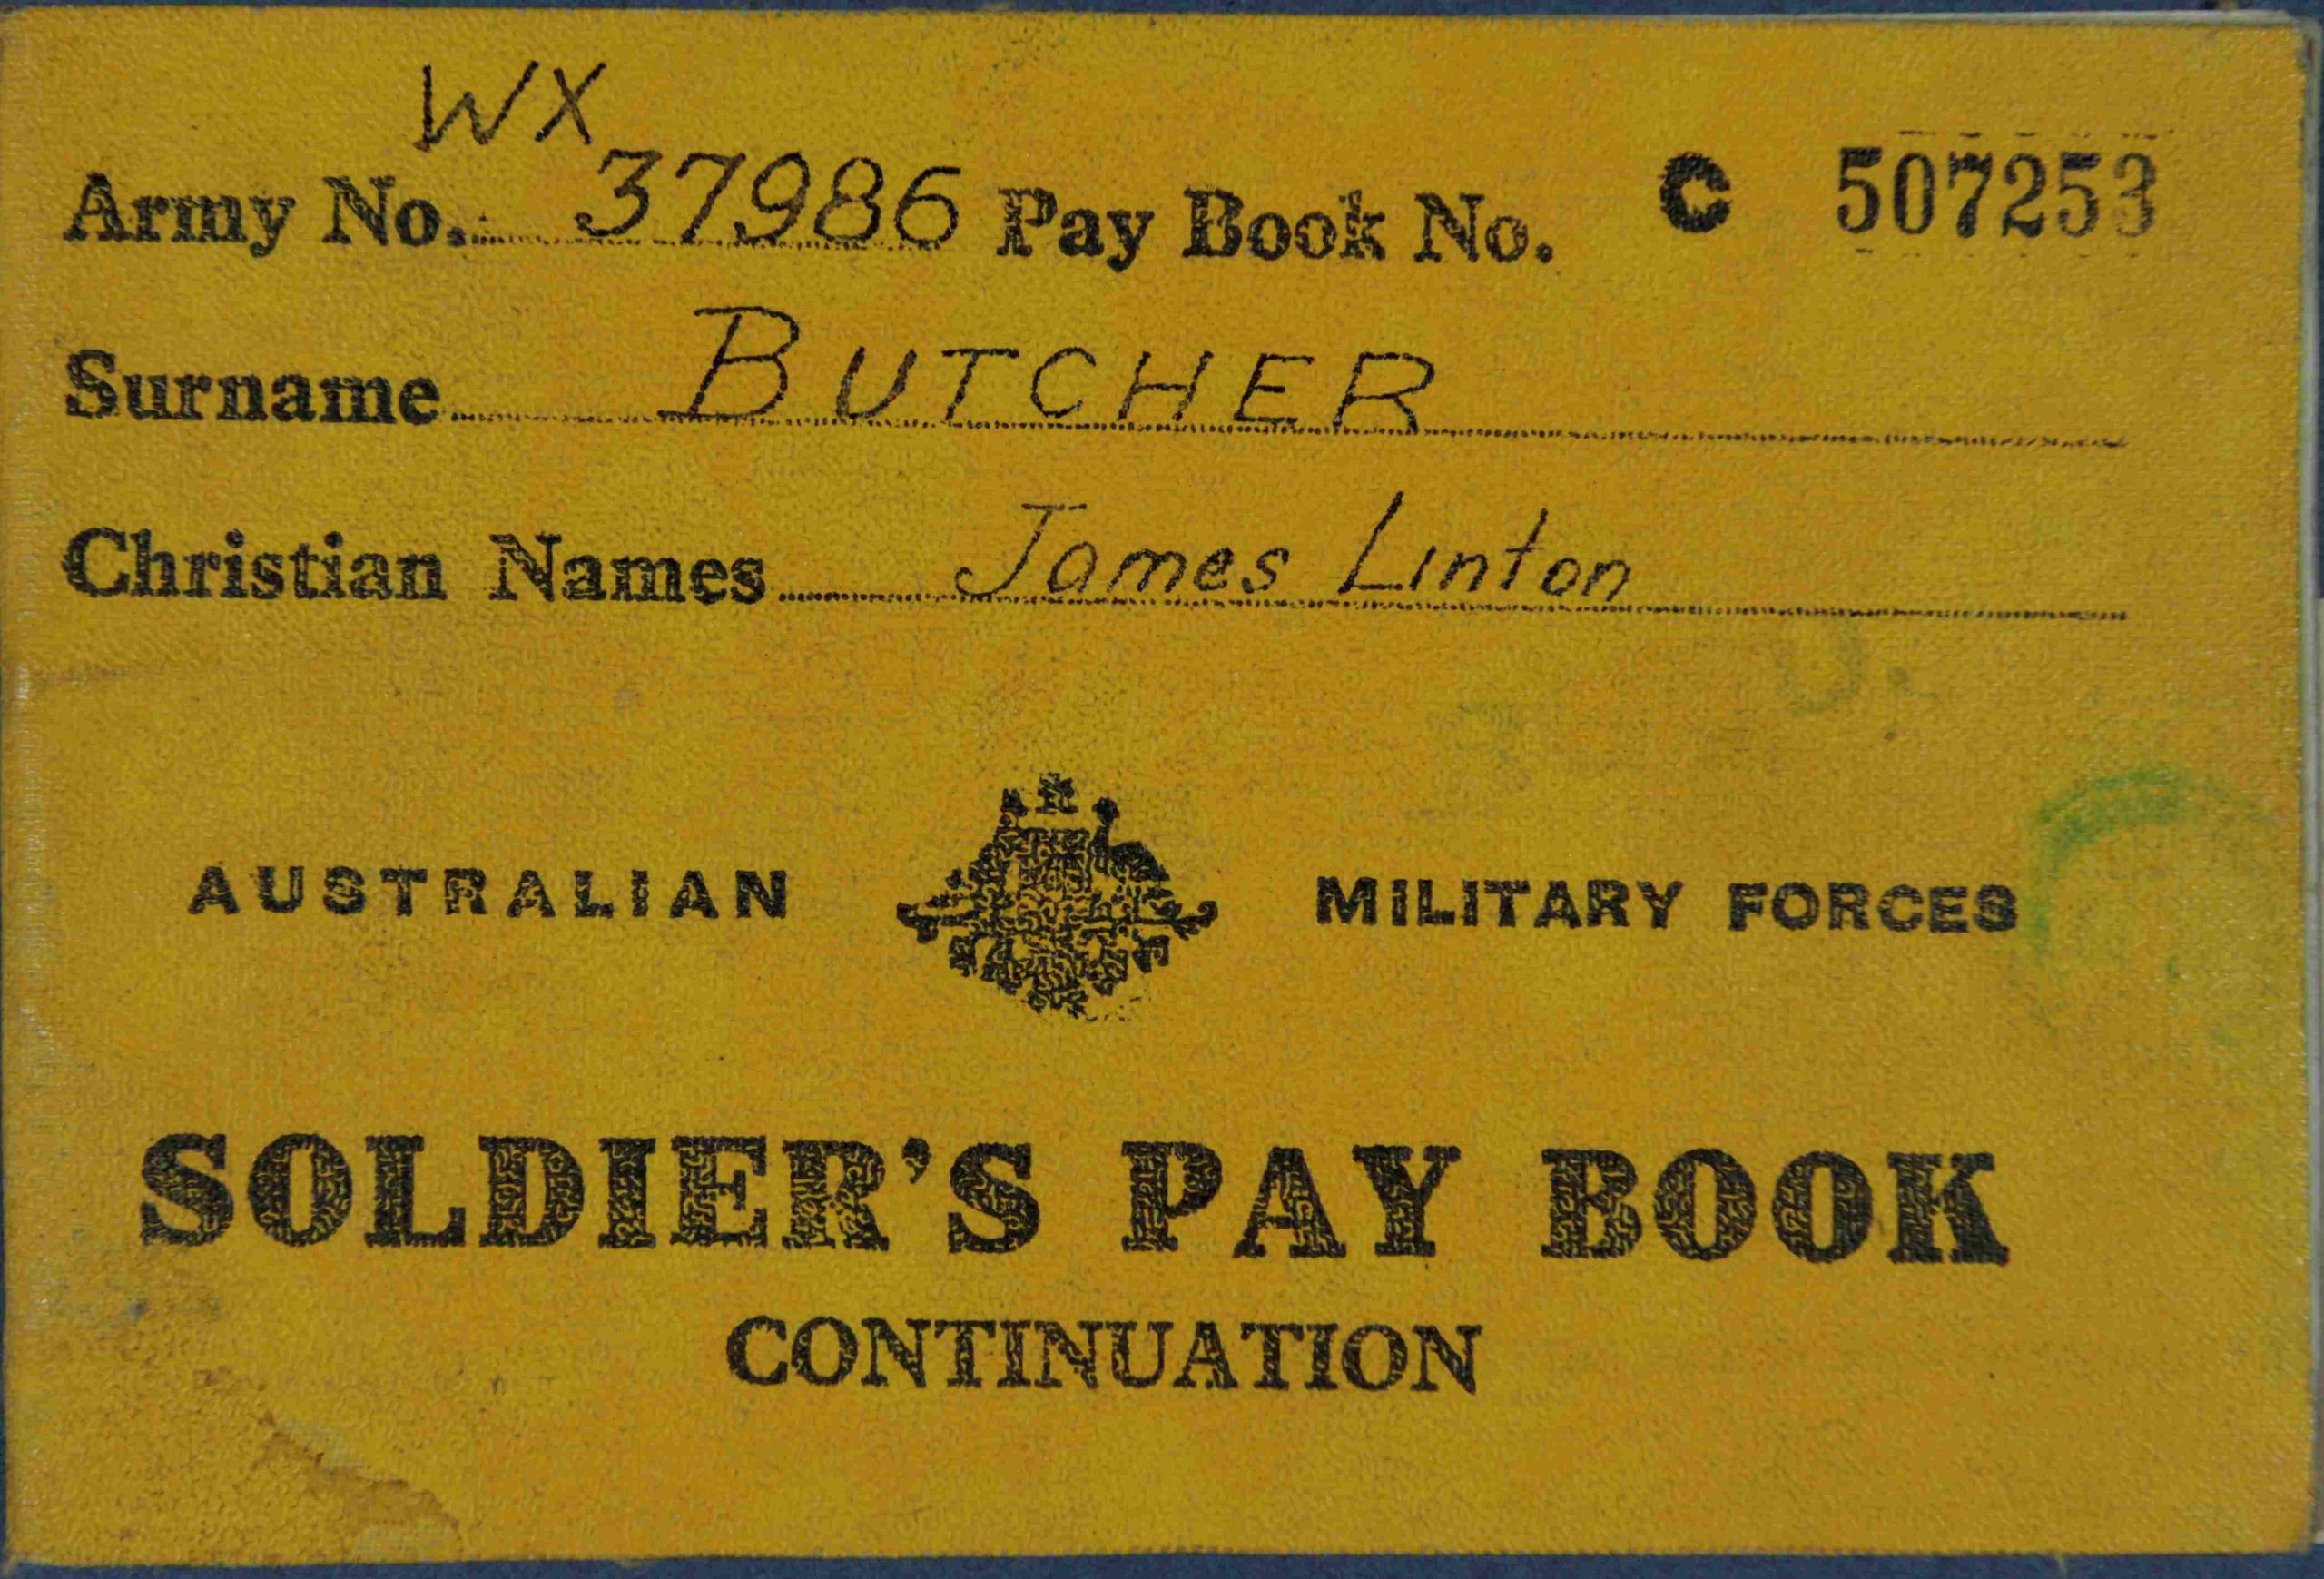 WX
Army No. 37986 Pay Book No. C 507253
Surname BUTCHER
Christian Names James Linton
AUSTRALIAN MILITARY FORCES
SOLDIER'S PAY BOOK
CONTINUATION